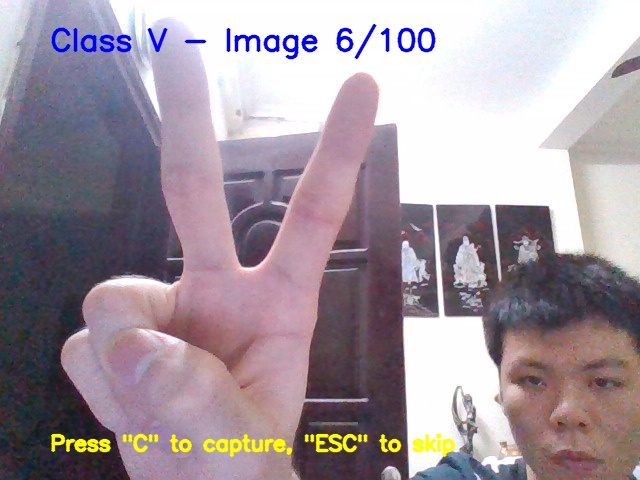 Class V - Image 6/100
Press "C" to capture, "ESC" to skip